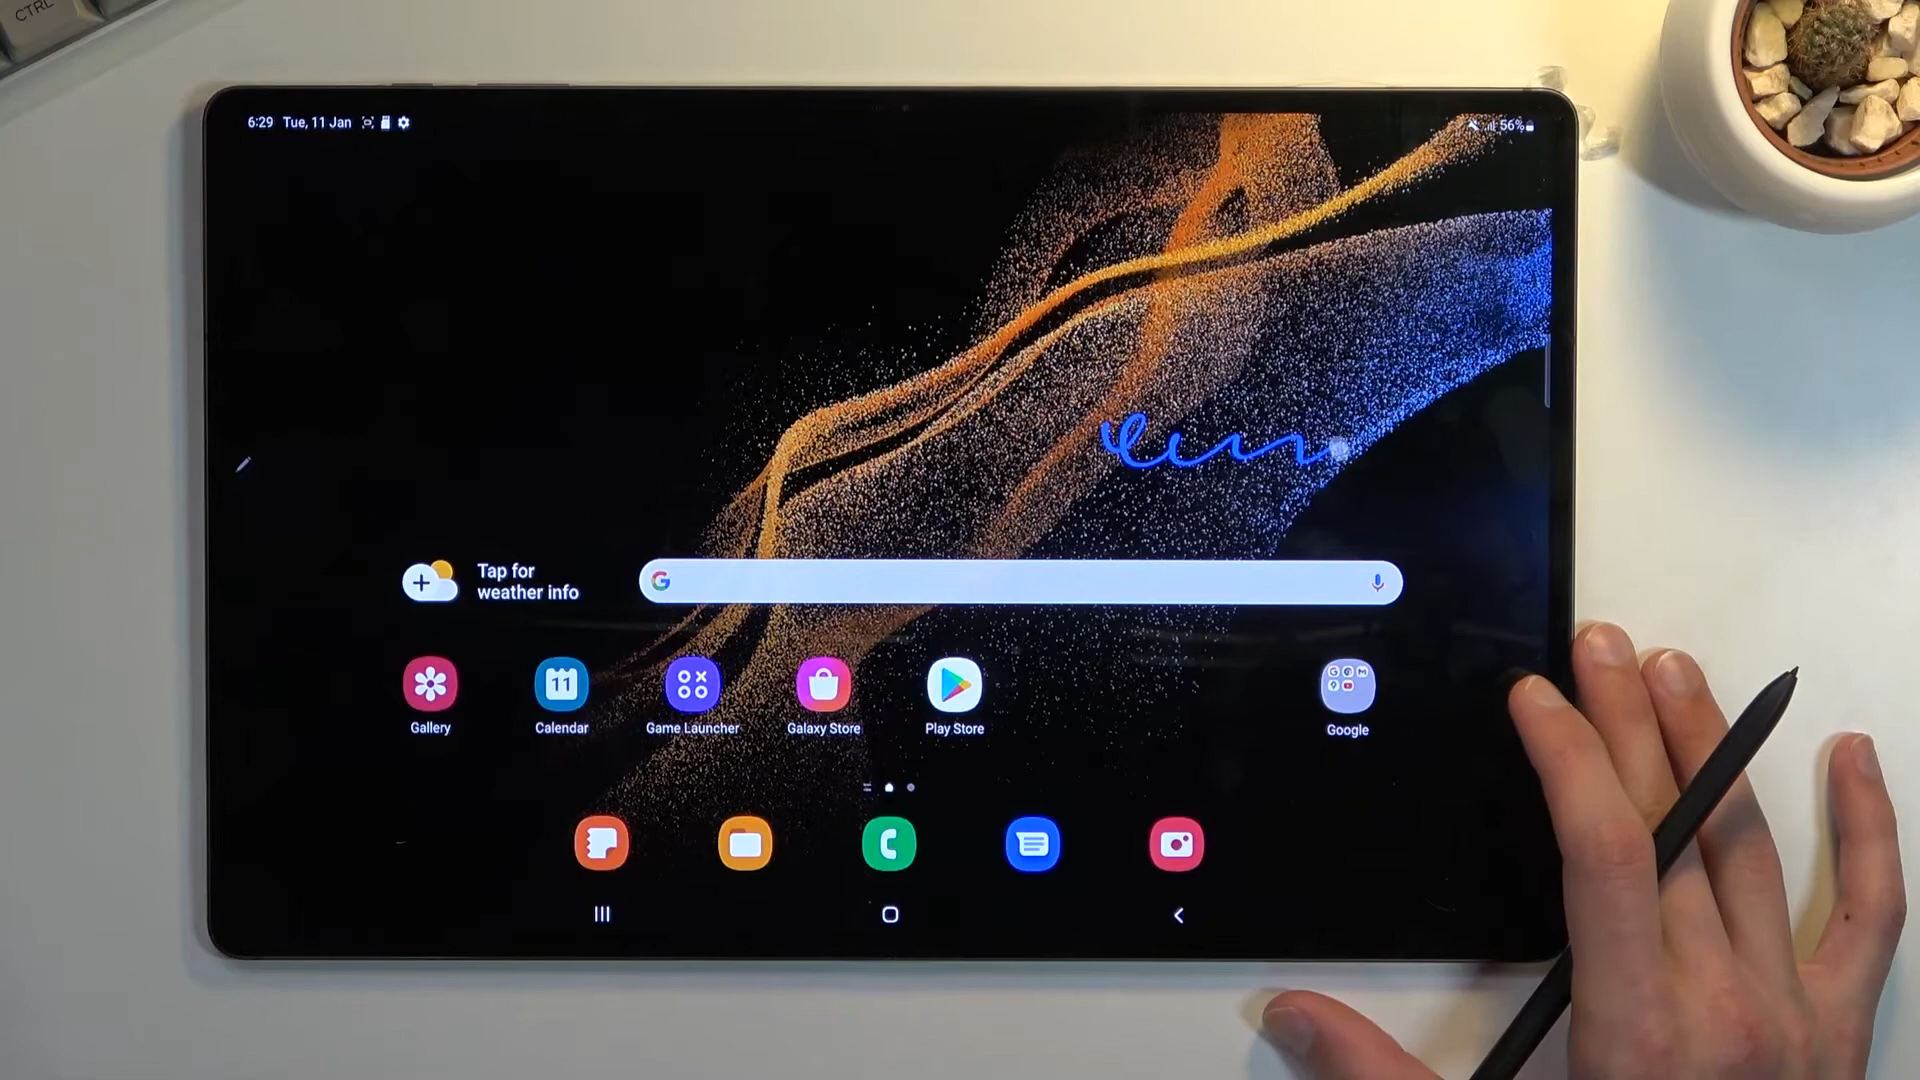 CTRL
6:29 Tue, 11 Jan
56%
Tap for
weather info
11
Gallery
Calendar
Game Launcher
Galaxy Store
Play Store
Google